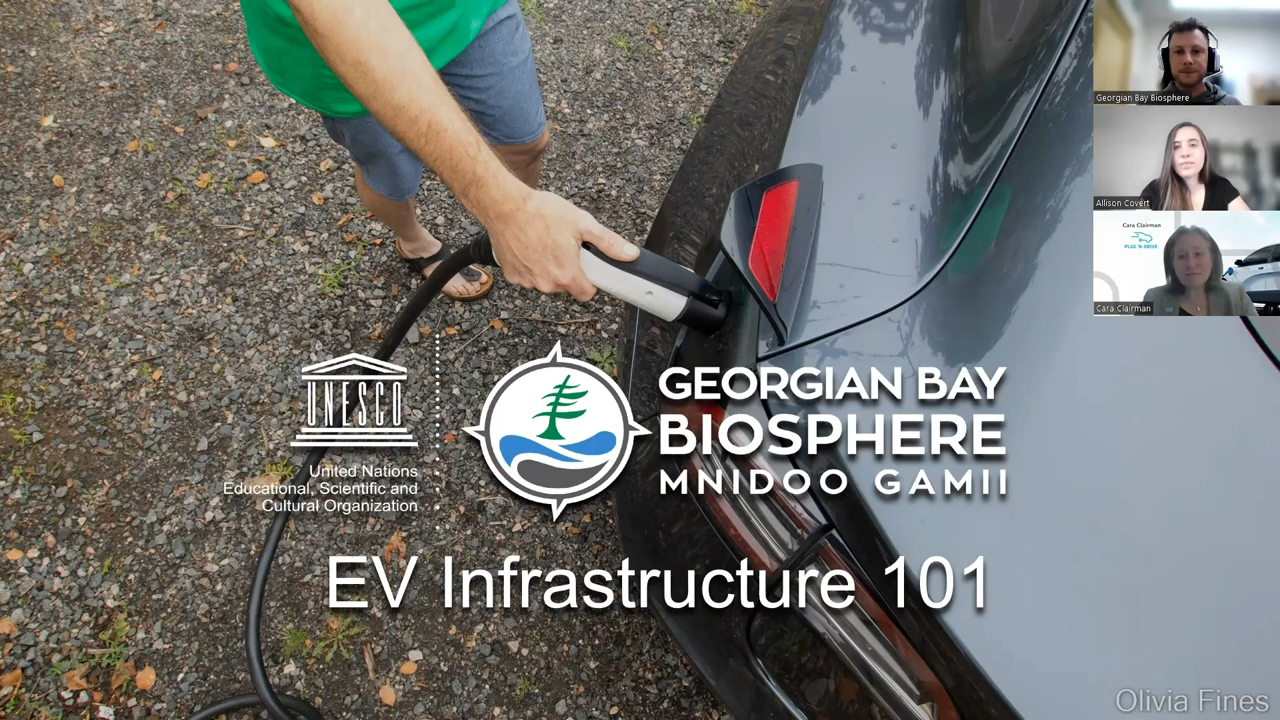 UNESCO
United Nations
Educational, Scientific and
Cultural Organization
GEORGIAN BAY
BIOSPHERE
MNIDOO GAMII
EV Infrastructure 101
Georgian Bay Biosphere
Allison Covert
Cara Clairman
PLUG 'N DRIVE
Cara Clairman
Olivia Fines